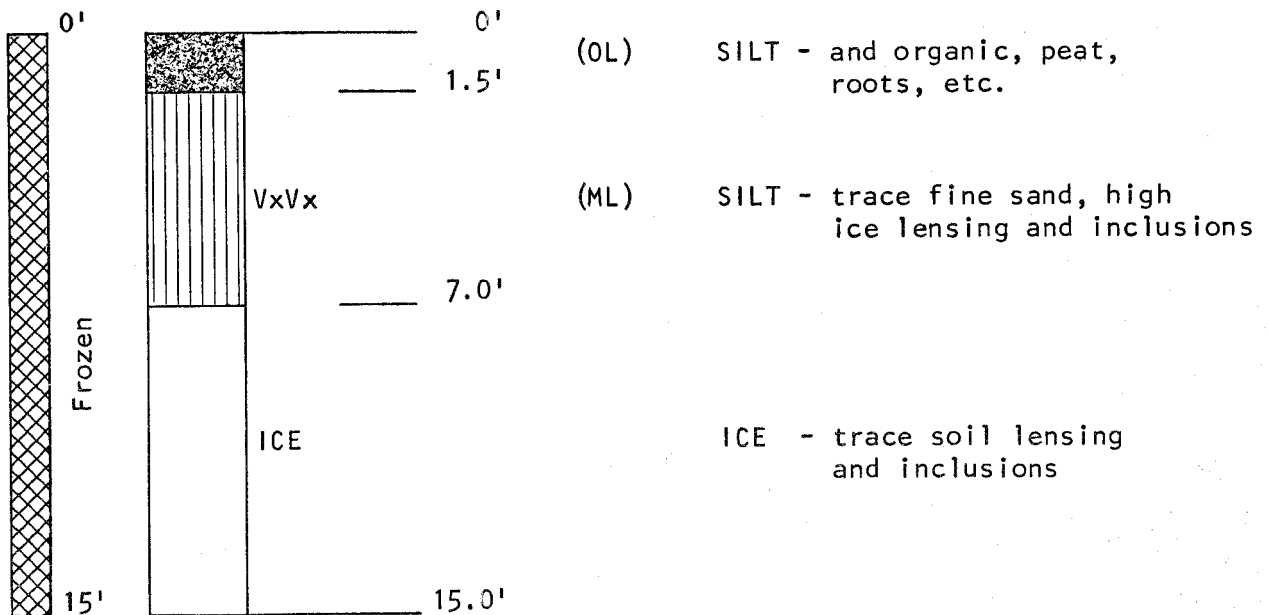 0'
0'
(OL) SILT - and organic, peat,
roots, etc.
1.5'
VxVx
(ML) SILT - trace fine sand, high
ice lensing and inclusions
7.0'
Frozen
ICE
ICE - trace soil lensing
and inclusions
15'
15.0'